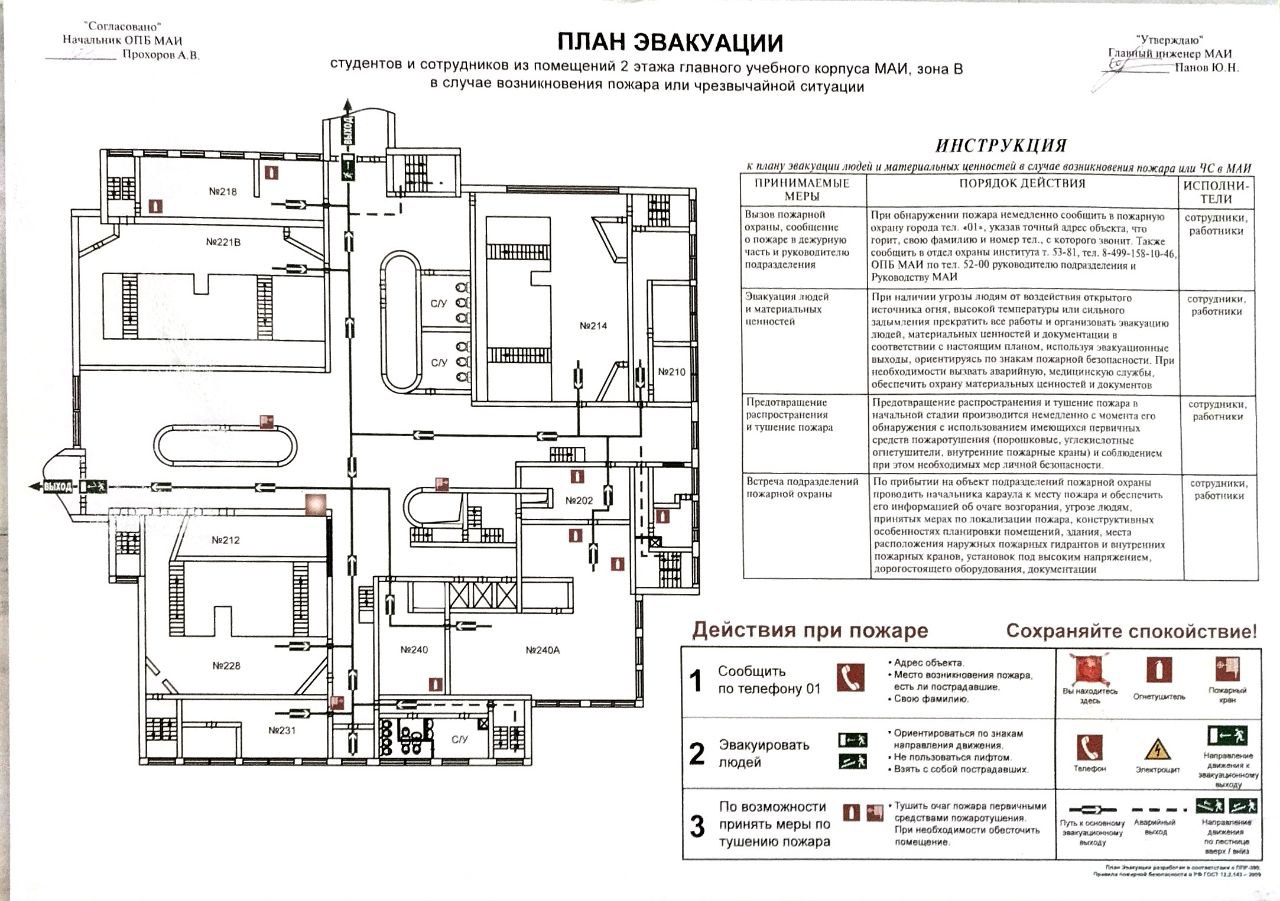 "Согласовано"
Начальник ОПБ МАИ
Прохоров А.В.
ПЛАН ЭВАКУАЦИИ
студентов и сотрудников из помещений 2 этажа главного учебного корпуса МАИ, зона В
в случае возникновения пожара или чрезвычайной ситуации
"Утверждаю"
Главный инженер МАИ
Панов Ю.Н.
ВЫХОД
№218
№221В
С/У
С/У
№214
№210
ВЫХОД
№202
№212
№228
№240
№240А
№231
С/У
ИНСТРУКЦИЯ
к плану эвакуации людей и материальных ценностей в случае возникновения пожара или ЧС в МАИ
ПРИНИМАЕМЫЕ
МЕРЫ
ПОРЯДОК ДЕЙСТВИЯ
ИСПОЛНИ-
ТЕЛИ
Вызов пожарной
охраны, сообщение
о пожаре в дежурную
часть и руководителю
подразделения
При обнаружении пожара немедленно сообщить в пожарную
охрану города тел. «01», указав точный адрес объекта, что
горит, свою фамилию и номер тел., с которого звонит. Также
сообщить в отдел охраны института т. 53-81, тел. 8-499-158-10-46,
ОПБ МАИ по тел. 52-00 руководителю подразделения и
Руководству МАИ
сотрудники,
работники
Эвакуация людей
и материальных
ценностей
При наличии угрозы людям от воздействия открытого
источника огня, высокой температуры или сильного
задымления прекратить все работы и организовать эвакуацию
людей, материальных ценностей и документации в
соответствии с настоящим планом, используя эвакуационные
выходы, ориентируясь по знакам пожарной безопасности. При
необходимости вызвать аварийную, медицинскую службы,
обеспечить охрану материальных ценностей и документов
сотрудники,
работники
Предотвращение
распространения
и тушение пожара
Предотвращение распространения и тушение пожара в
начальной стадии производится немедленно с момента его
обнаружения с использованием имеющихся первичных
средств пожаротушения (порошковые, углекислотные
огнетушители, внутренние пожарные краны) и соблюдением
при этом необходимых мер личной безопасности.
сотрудники,
работники
Встреча подразделений
пожарной охраны
По прибытии на объект подразделений пожарной охраны
проводить начальника караула к месту пожара и обеспечить
его информацией об очаге возгорания, угрозе людям,
принятых мерах по локализации пожара, конструктивных
особенностях планировки помещений, здания, места
расположения наружных пожарных гидрантов и внутренних
пожарных кранов, установок под высоким напряжением,
дорогостоящего оборудования, документации
сотрудники,
работники
Действия при пожаре
Сохраняйте спокойствие!
1
Сообщить
по телефону 01
• Адрес объекта.
• Место возникновения пожара,
есть ли пострадавшие.
• Свою фамилию.
2
Эвакуировать
людей
• Ориентироваться по знакам
направления движения.
• Не пользоваться лифтом.
• Взять с собой пострадавших.
3
По возможности
принять меры по
тушению пожара
• Тушить очаг пожара первичными
средствами пожаротушения.
При необходимости обесточить
помещение.
Вы находитесь
здесь
Огнетушитель
Пожарный
кран
Телефон
Электрощит
Направление
движения к
эвакуационному
выходу
Путь к основному
эвакуационному
выходу
Аварийный
выход
Направление
движения
по лестнице
вверх / вниз
План Эвакуации разработан в соответствии с ППР-390,
Правила пожарной безопасности в РФ ГОСТ 12.2.143 – 2009